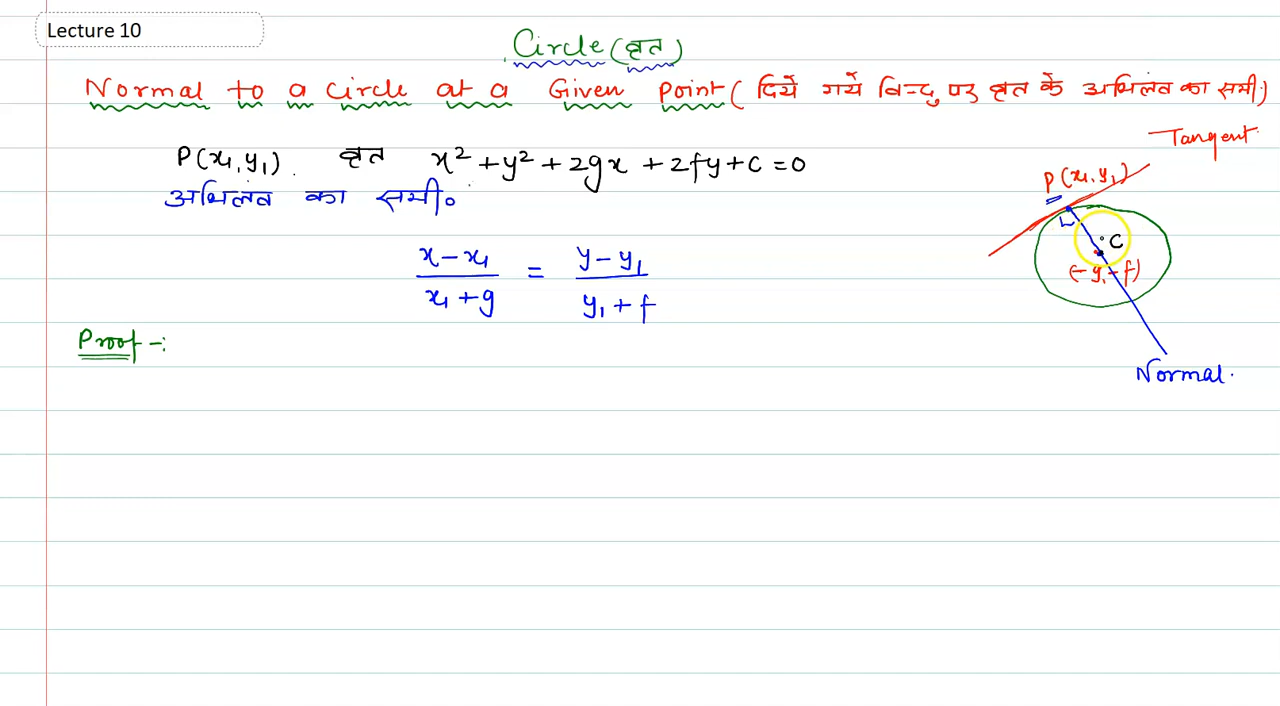 Lecture 10
Circle (वृत)
Normal to a Circle at a Given Point ( दिये गये बिन्दु पर वृत के अभिलंब का समी)
Tangent
P(x₁, y₁) वृत x² + y² + 2gx + 2fy + c = 0
अभिलंब का समी०
P(x₁, y₁)
C
(-g, -f)
x - x₁ / x₁ + g = y - y₁ / y₁ + f
Proof -:
Normal.